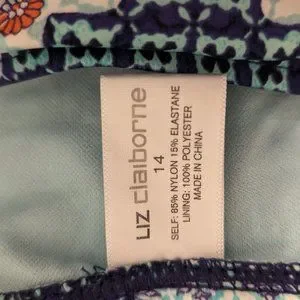 LIZ claiborne
14
SELF: 85% NYLON 15% ELASTANE
LINING: 100% POLYESTER
MADE IN CHINA